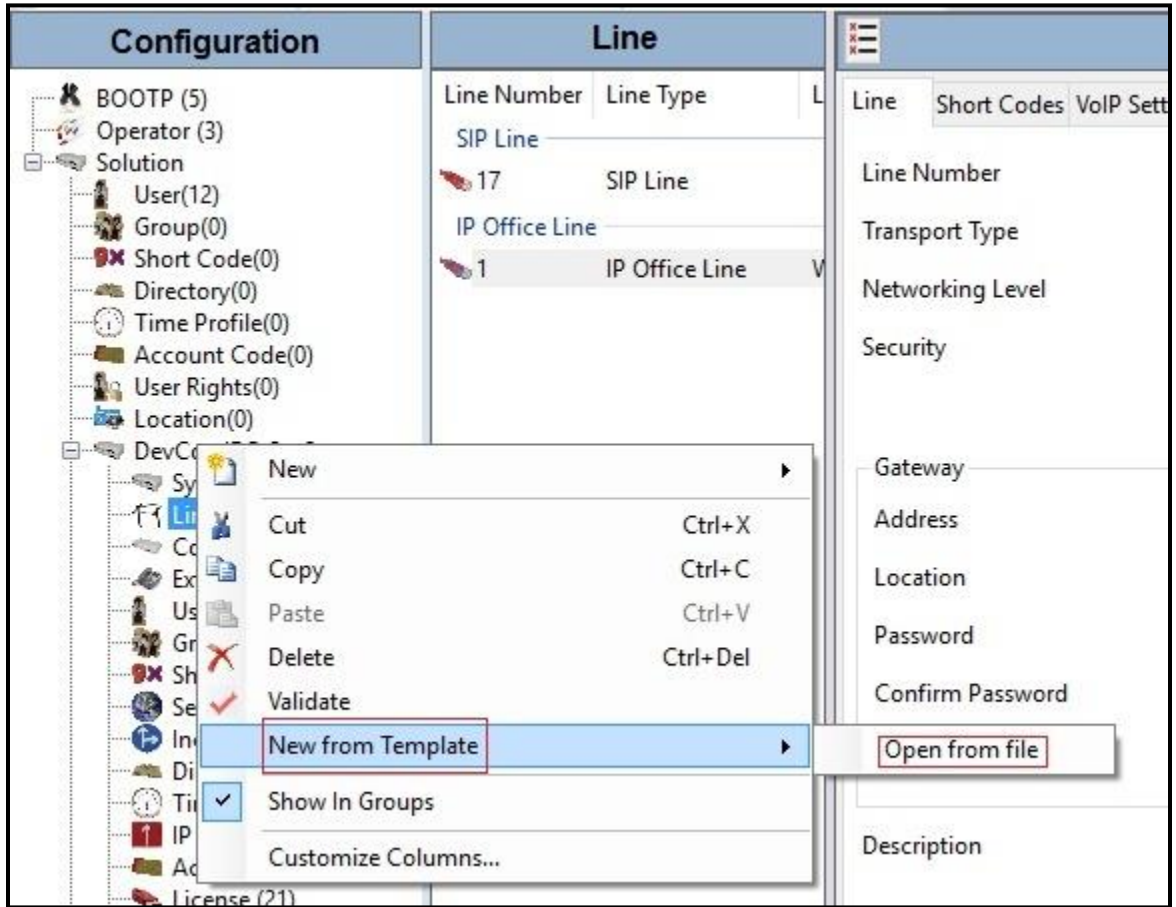 Configuration
BOOTP (5)
Operator (3)
Solution
User(12)
Group(0)
Short Code(0)
Directory(0)
Time Profile(0)
Account Code(0)
User Rights(0)
Location(0)
License (21)
New
Cut Ctrl+X
Copy Ctrl+C
Paste Ctrl+V
Delete Ctrl+Del
Validate
New from Template
Show In Groups
Customize Columns...
Open from file
Line
Line Number Line Type L
SIP Line
17 SIP Line
IP Office Line
1 IP Office Line
Line Short Codes VoIP Sett
Line Number
Transport Type
Networking Level
Security
Gateway
Address
Location
Password
Confirm Password
Description